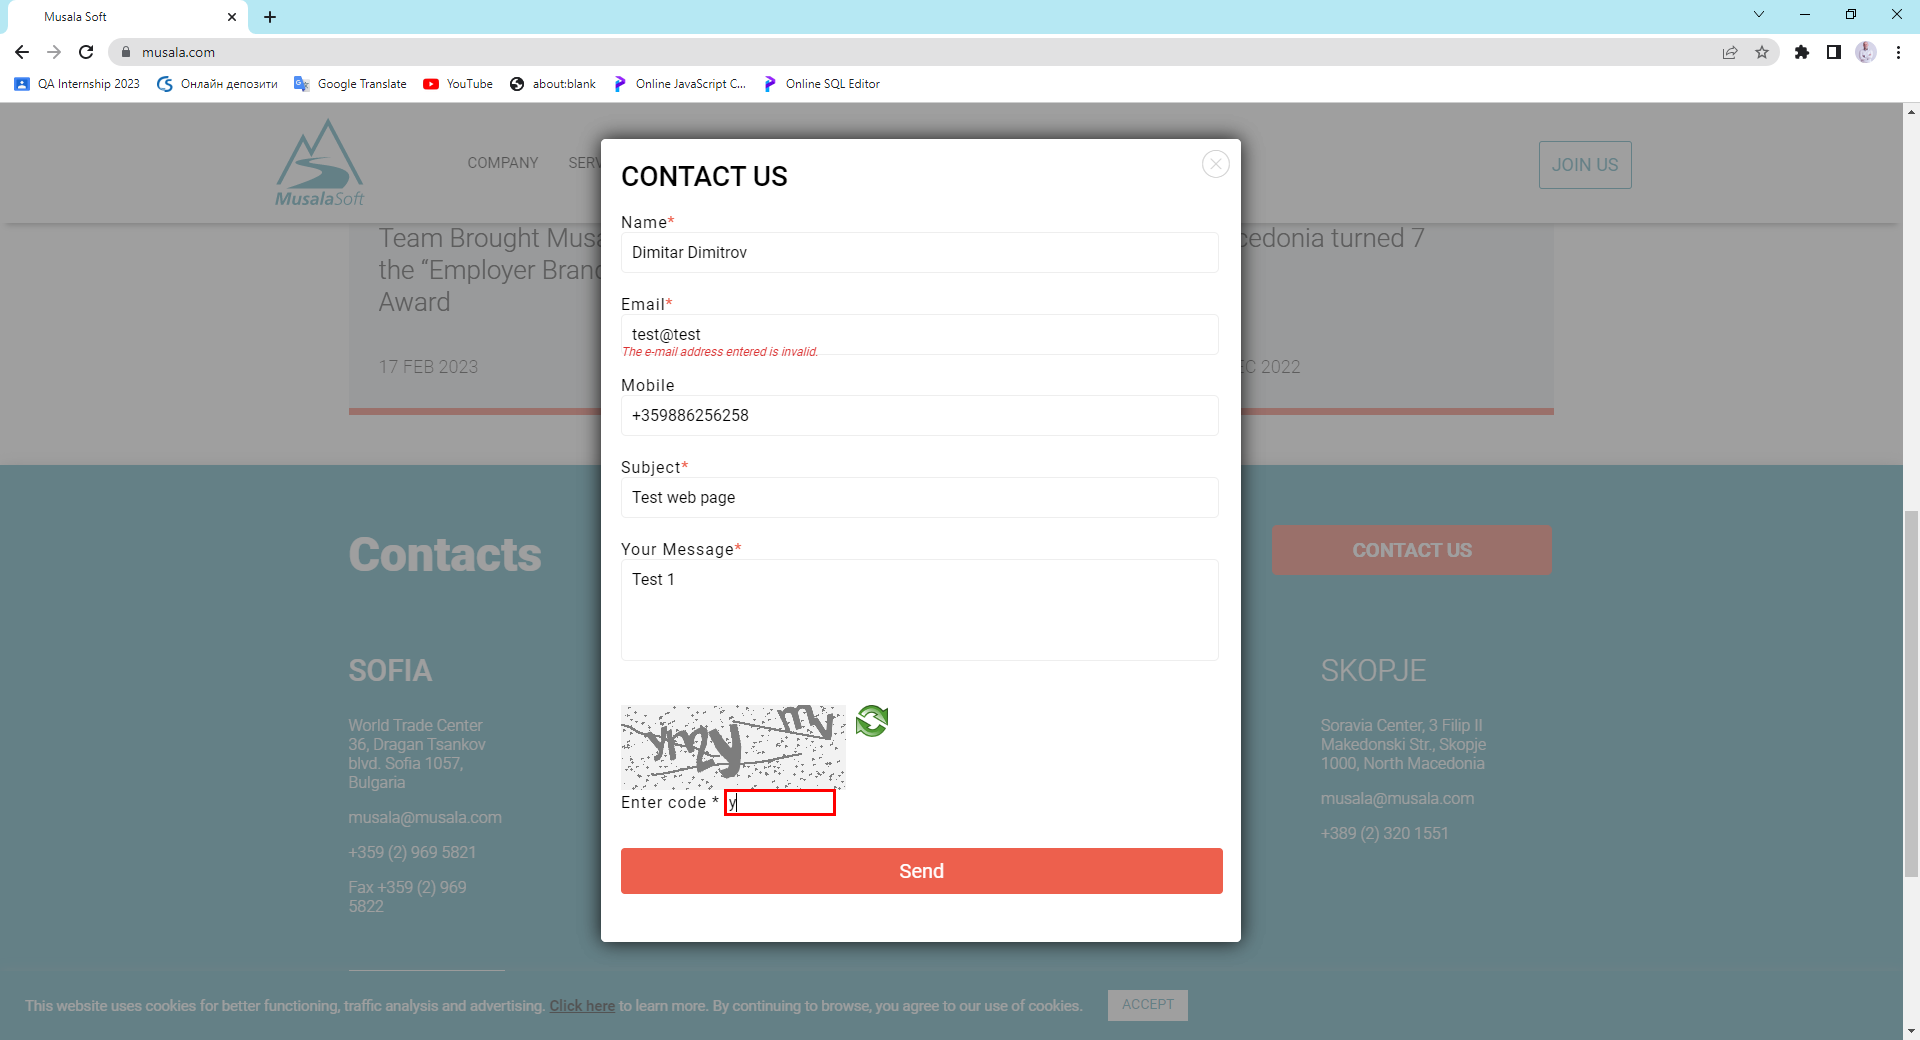 Musala Soft
musala.com
QA Internship 2023
Онлайн депозити
Google Translate
YouTube
about:blank
Online JavaScript C...
Online SQL Editor
MusalaSoft
COMPANY
SERV
JOIN US
Team Brought Musa
the “Employer Brand
Award
17 FEB 2023
cedonia turned 7
EC 2022
CONTACT US
Name*
Dimitar Dimitrov
Email*
test@test
The e-mail address entered is invalid.
Mobile
+359886256258
Subject*
Test web page
Your Message*
Test 1
Enter code * y
Send
Contacts
CONTACT US
SOFIA
World Trade Center
36, Dragan Tsankov
blvd. Sofia 1057,
Bulgaria
musala@musala.com
+359 (2) 969 5821
Fax +359 (2) 969
5822
SKOPJE
Soravia Center, 3 Filip II
Makedonski Str., Skopje
1000, North Macedonia
musala@musala.com
+389 (2) 320 1551
This website uses cookies for better functioning, traffic analysis and advertising. Click here to learn more. By continuing to browse, you agree to our use of cookies.
ACCEPT